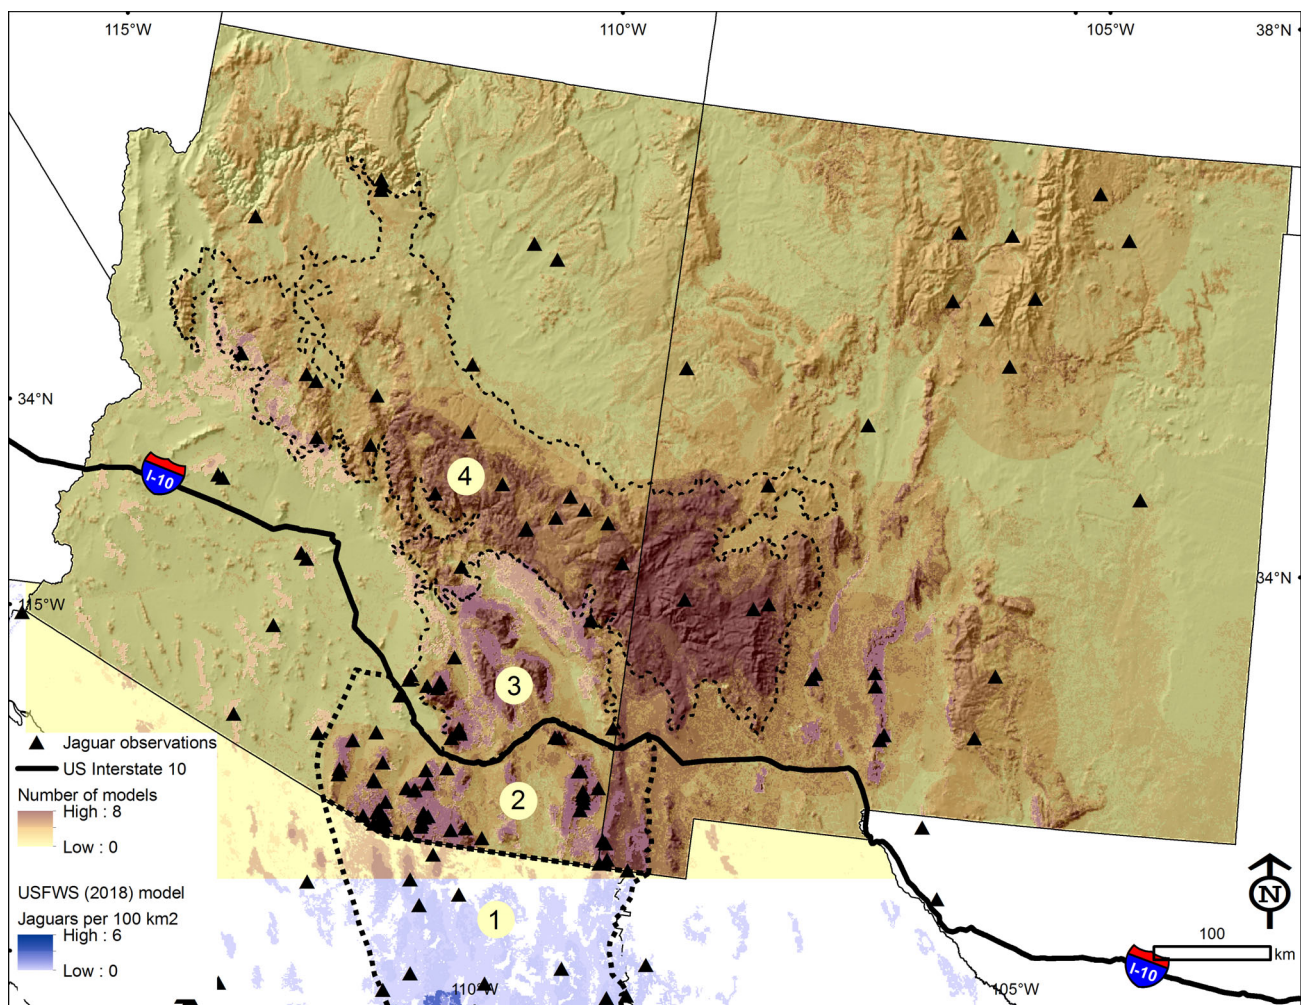 115°W
110°W
105°W
38°N
34°N
I-10
4
34°N
115°W
3
Jaguar observations
US Interstate 10
2
Number of models
High : 8
Low : 0
USFWS (2018) model
1
Jaguars per 100 km2
High : 6
Low : 0
N
100
km
I-10
110°W
105°W